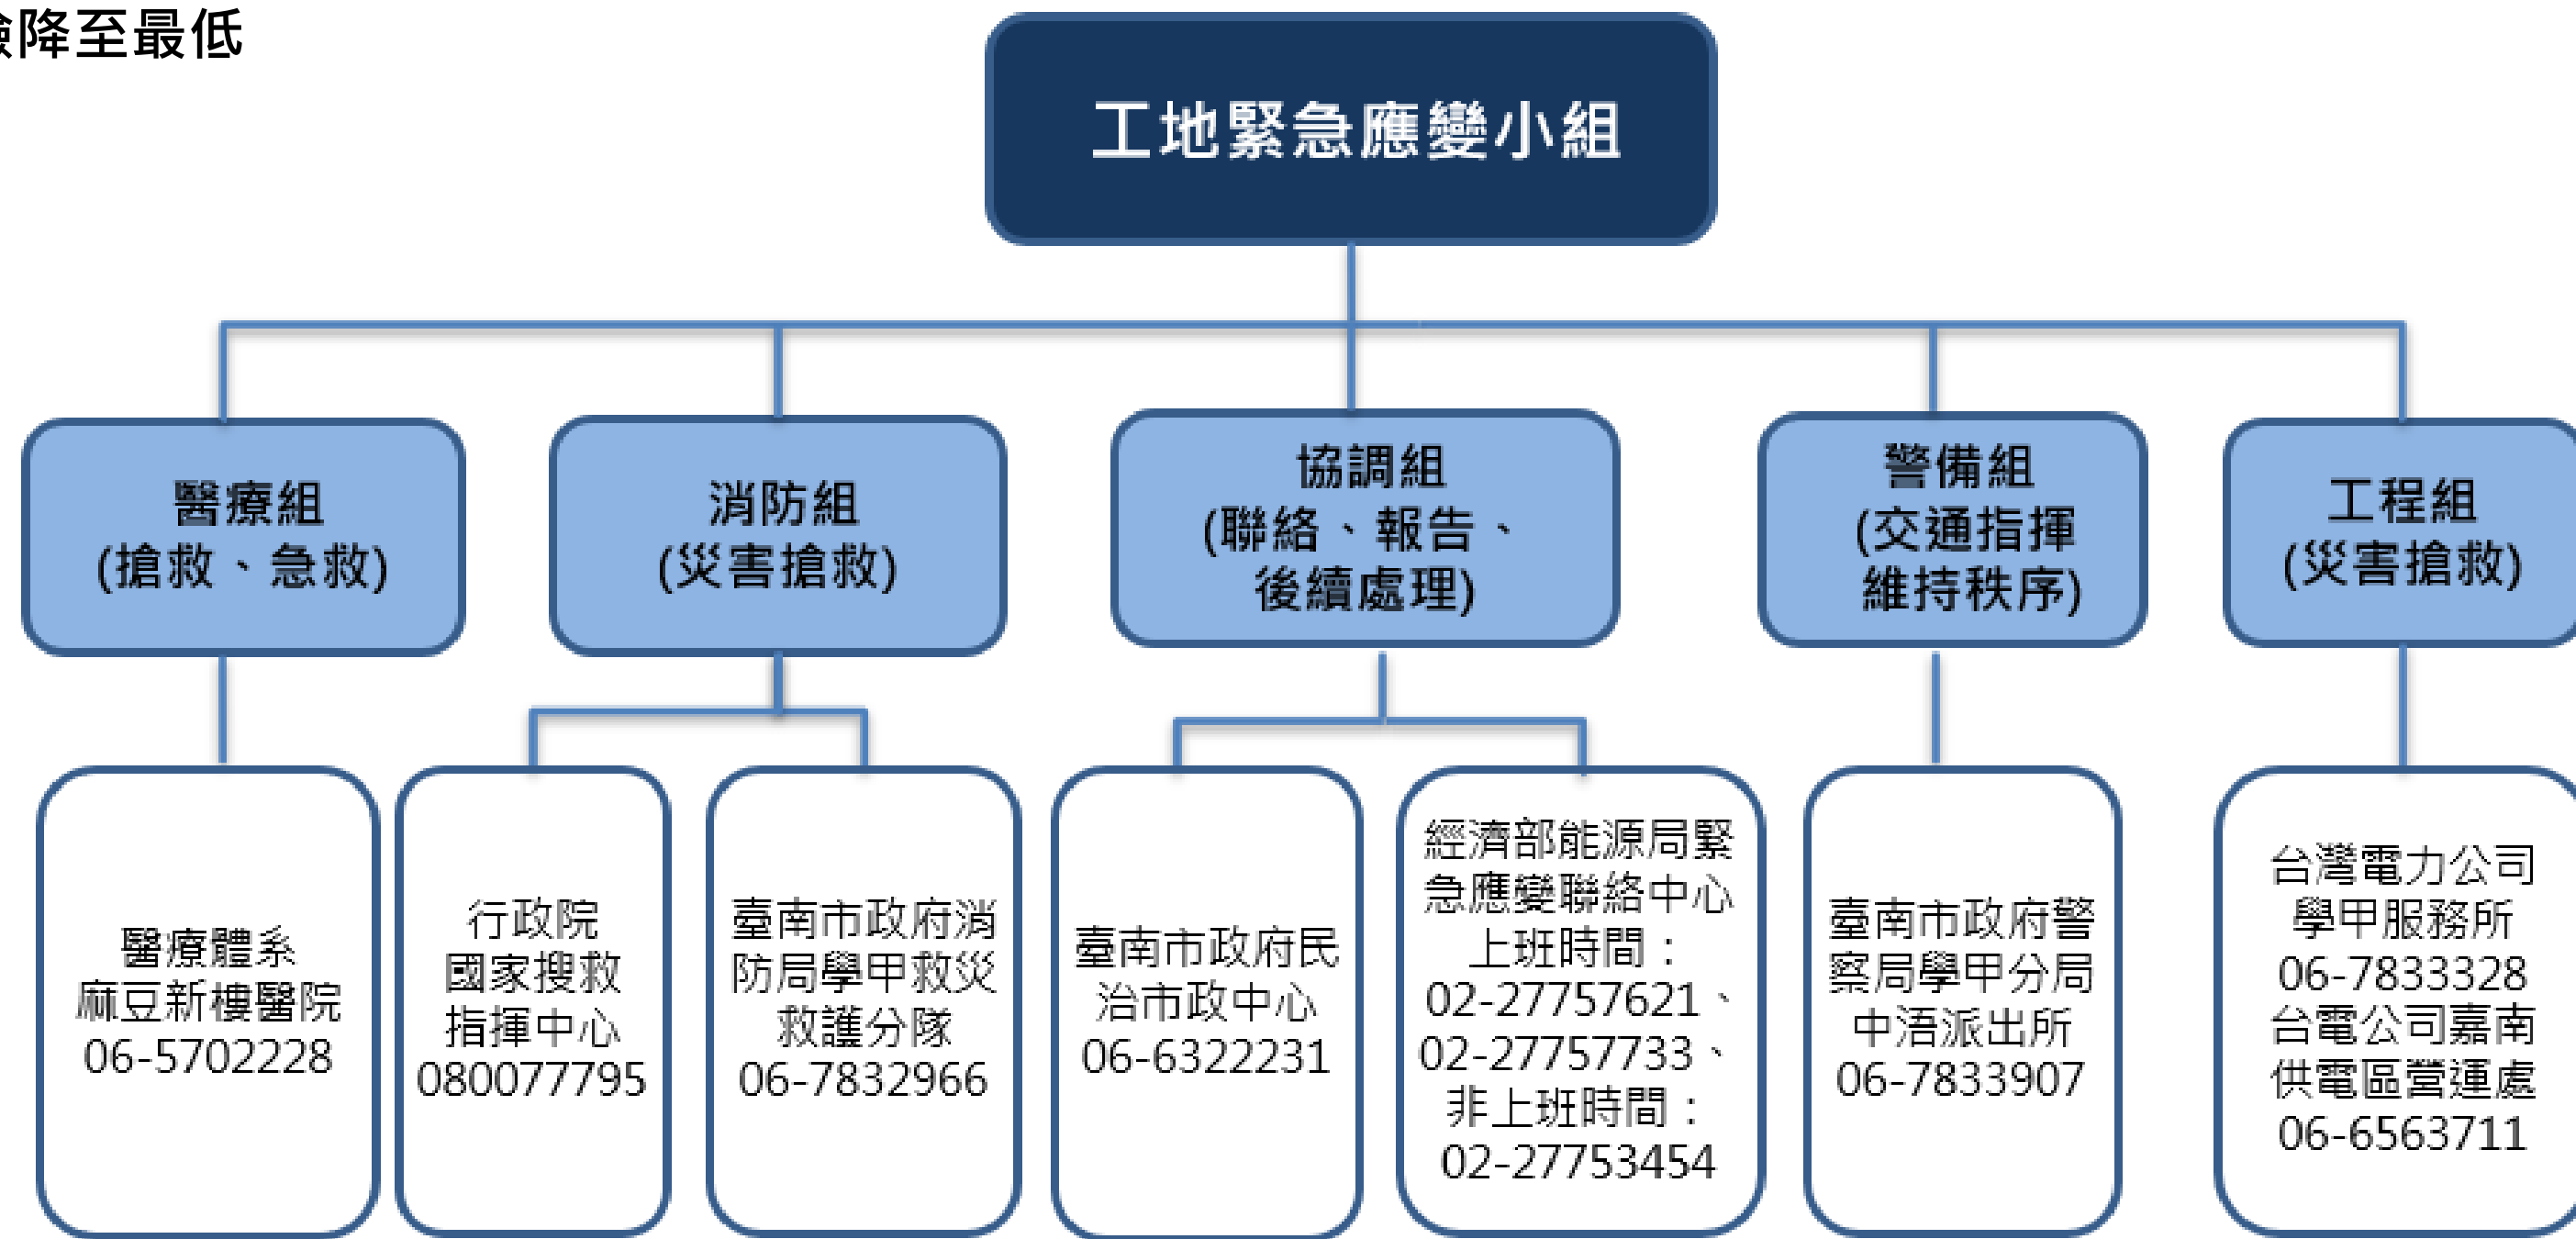 險降至最低
工地緊急應變小組
醫療組
(搶救、急救)
消防組
(災害搶救)
協調組
(聯絡、報告、
後續處理)
警備組
(交通指揮
維持秩序)
工程組
(災害搶救)
醫療體系
麻豆新樓醫院
06-5702228
行政院
國家搜救
指揮中心
080077795
臺南市政府消
防局學甲救災
救護分隊
06-7832966
臺南市政府民
治市政中心
06-6322231
經濟部能源局緊
急應變聯絡中心
上班時間：
02-27757621、
02-27757733、
非上班時間：
02-27753454
臺南市政府警
察局學甲分局
中洲派出所
06-7833907
台灣電力公司
學甲服務所
06-7833328
台電公司嘉南
供電區營運處
06-6563711